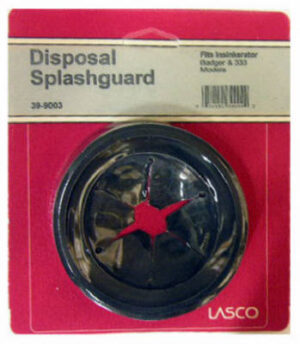 Disposal
Splashguard
39-9003
Fits Insinkerator
Badger & 333
Models
LASCO